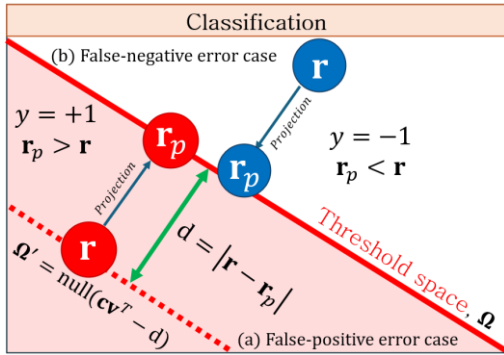 Classification
(b) False-negative error case
r
y = +1
r_p > r
r_p
Projection
Projection
r_p
y = −1
r_p < r
r
d = |r − r_p|
Threshold space, Ω
Ω′ = null(cv^T − d)
(a) False-positive error case